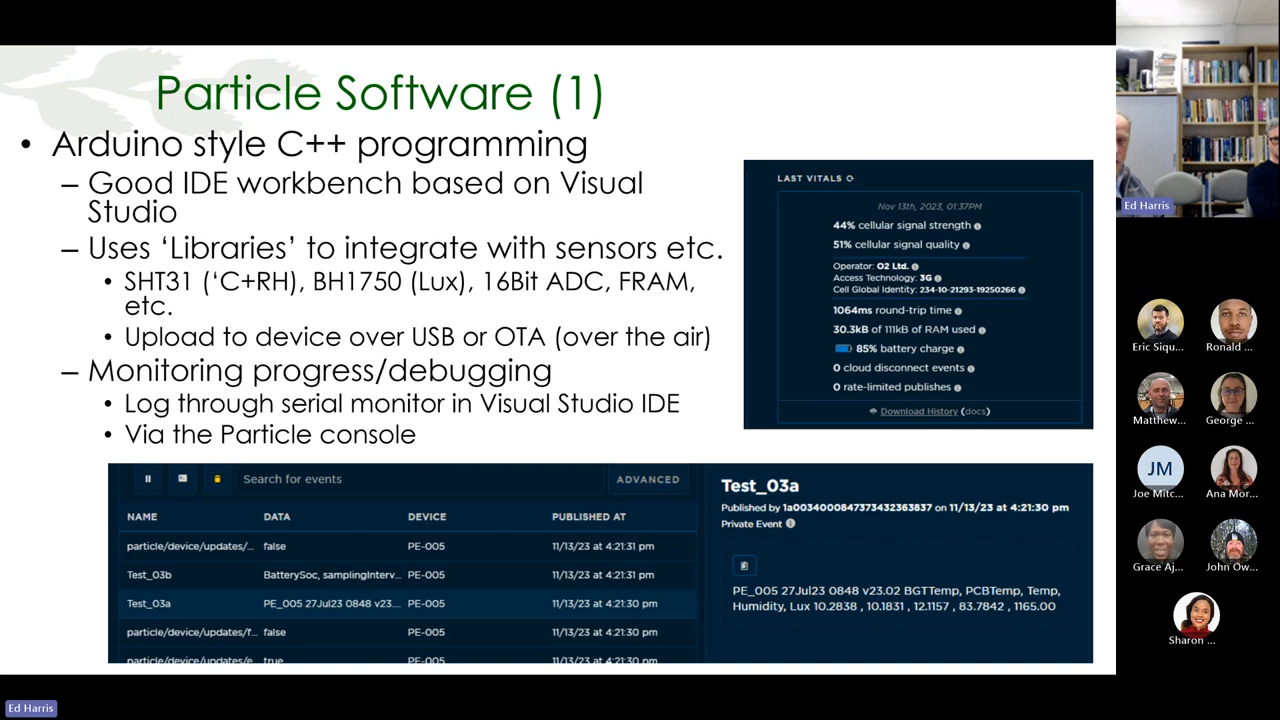 Particle Software (1)
• Arduino style C++ programming
– Good IDE workbench based on Visual
Studio
– Uses ‘Libraries’ to integrate with sensors etc.
• SHT31 (‘C+RH), BH1750 (Lux), 16Bit ADC, FRAM,
etc.
• Upload to device over USB or OTA (over the air)
– Monitoring progress/debugging
• Log through serial monitor in Visual Studio IDE
• Via the Particle console
LAST VITALS
Nov 13th, 2023, 01:37PM
44% cellular signal strength
51% cellular signal quality
Operator: O2 Ltd.
Access Technology: 3G
Cell Global Identity: 234-10-21293-19250266
1064ms round-trip time
30.3kB of 111kB of RAM used
85% battery charge
0 cloud disconnect events
0 rate-limited publishes
Download History (docs)
Search for events ADVANCED
NAME DATA DEVICE PUBLISHED AT
particle/device/updates/... false PE-005 11/13/23 at 4:21:31 pm
Test_03b BatterySoc, samplingInterv... PE-005 11/13/23 at 4:21:31 pm
Test_03a PE_005 27Jul23 0848 v23.... PE-005 11/13/23 at 4:21:30 pm
particle/device/updates/f... false PE-005 11/13/23 at 4:21:30 pm
particle/device/updates/e... true PE-005 11/13/23 at 4:21:30 pm
Test_03a
Published by 1a0034000847373432363837 on 11/13/23 at 4:21:30 pm
Private Event
PE_005 27Jul23 0848 v23.02 BGTTemp, PCBTemp, Temp,
Humidity, Lux 10.2838 , 10.1831 , 12.1157 , 83.7842 , 1165.00
Ed Harris
Eric Siqu... Ronald ...
Matthew... George ...
JM
Joe Mitc... Ana Mor...
Grace Aj... John Ow...
Sharon ...
Ed Harris